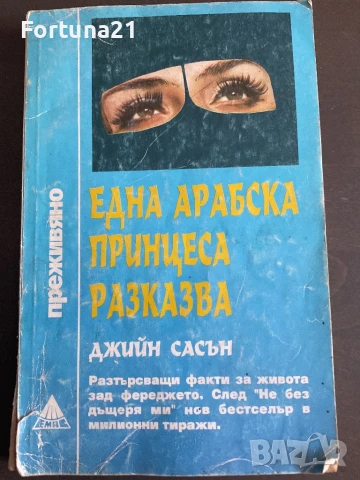 Fortuna21
преживяно
ЕДНА АРАБСКА
ПРИНЦЕСА
РАЗКАЗВА
ДЖИЙН САСЪН
Разтърсващи факти за живота
зад фереджето. След "Не без
дъщеря ми" нов бестселър в
милионни тиражи.
BAZAR
bg